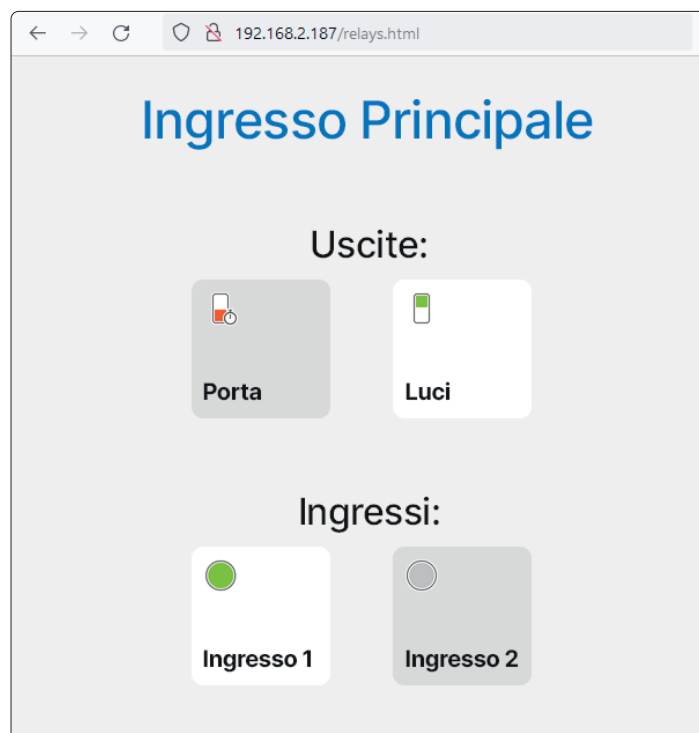 192.168.2.187/relays.html
Ingresso Principale
Uscite:
Porta
Luci
Ingressi:
Ingresso 1
Ingresso 2